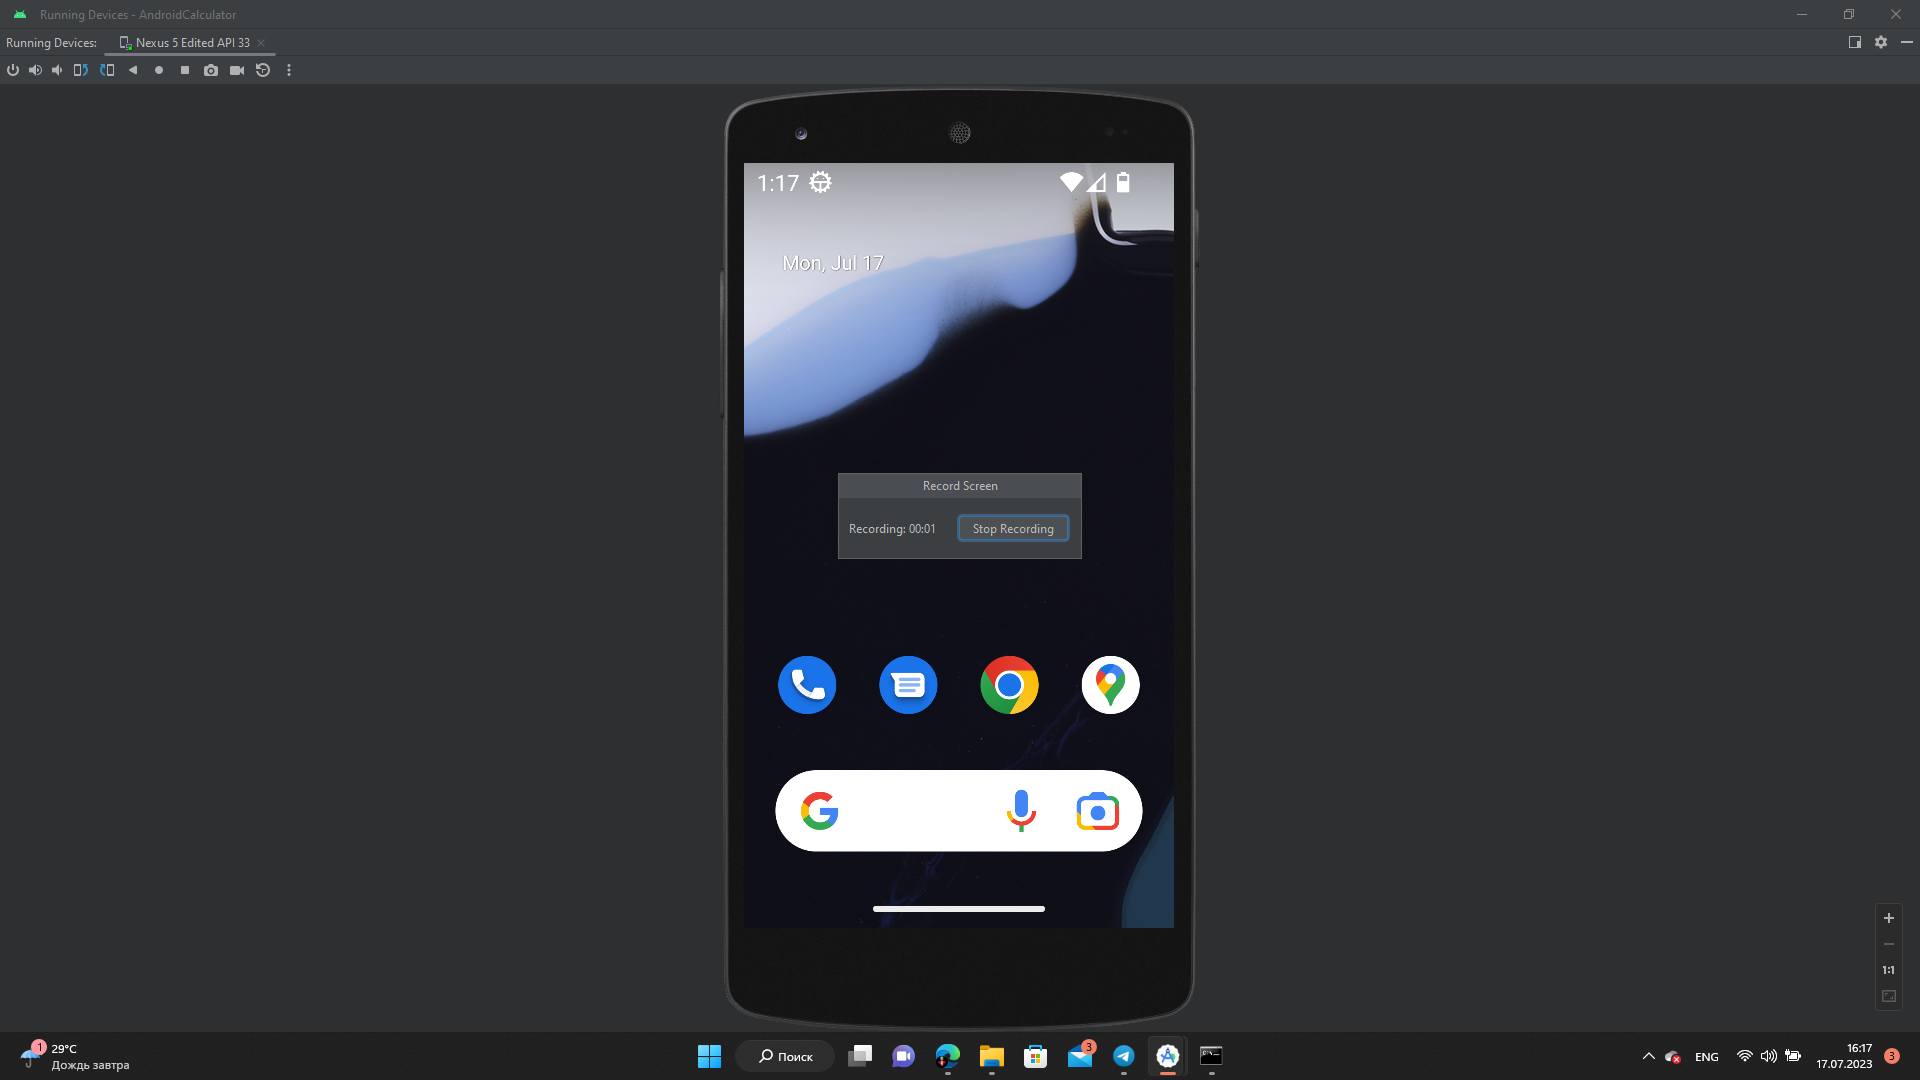 Running Devices - AndroidCalculator
Running Devices:
Nexus 5 Edited API 33
1:17
Mon, Jul 17
Record Screen
Recording: 00:01
Stop Recording
1:1
1
29°C
Дождь завтра
Поиск
3
ENG
16:17
17.07.2023
3